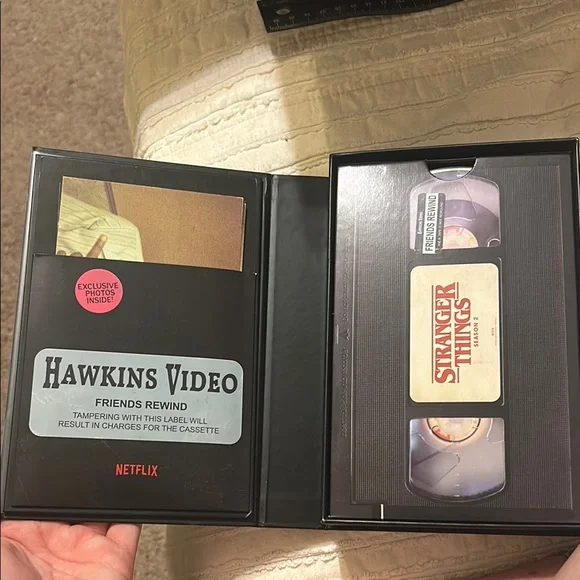 EXCLUSIVE
PHOTOS
INSIDE!
HAWKINS VIDEO
FRIENDS REWIND
TAMPERING WITH THIS LABEL WILL
RESULT IN CHARGES FOR THE CASSETTE
NETFLIX
FRIENDS REWIND
STRANGER
THINGS
SEASON 2